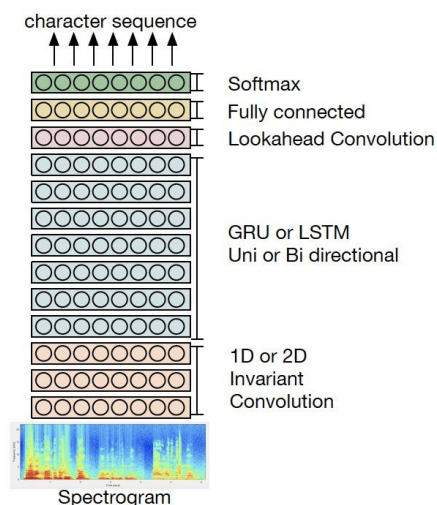 character sequence
Softmax
Fully connected
Lookahead Convolution
GRU or LSTM
Uni or Bi directional
1D or 2D
Invariant
Convolution
Spectrogram